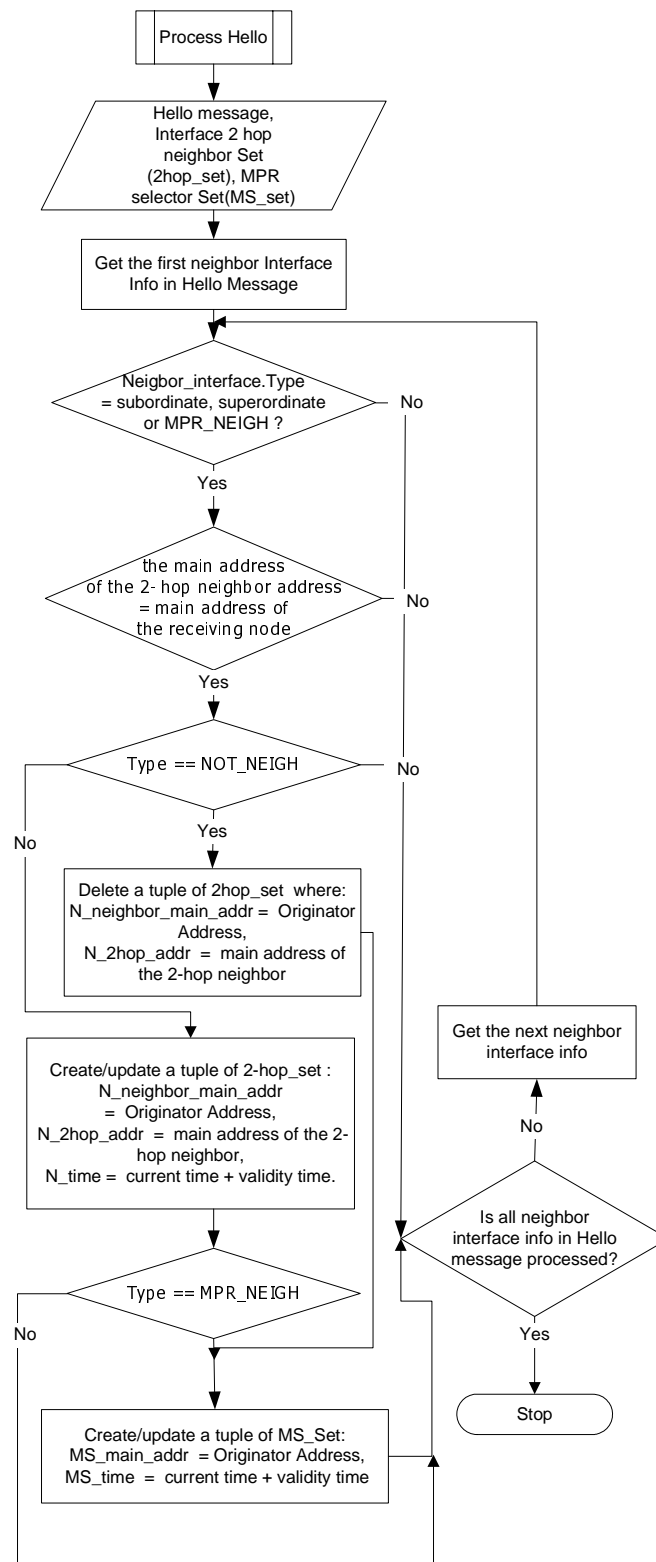 Process Hello
Hello message,
Interface 2 hop
neighbor Set
(2hop_set), MPR
selector Set(MS_set)
Get the first neighbor Interface
Info in Hello Message
Neigbor_interface.Type
= subordinate, superordinate
or MPR_NEIGH ?
No
Yes
the main address
of the 2- hop neighbor address
= main address of
the receiving node
No
Yes
Type == NOT_NEIGH
No
No
Yes
Delete a tuple of 2hop_set where:
N_neighbor_main_addr = Originator
Address,
N_2hop_addr = main address of
the 2-hop neighbor
Get the next neighbor
interface info
Create/update a tuple of 2-hop_set :
N_neighbor_main_addr
= Originator Address,
N_2hop_addr = main address of the 2-
hop neighbor,
N_time = current time + validity time.
No
Is all neighbor
interface info in Hello
message processed?
Type == MPR_NEIGH
No
Yes
Stop
Create/update a tuple of MS_Set:
MS_main_addr = Originator Address,
MS_time = current time + validity time